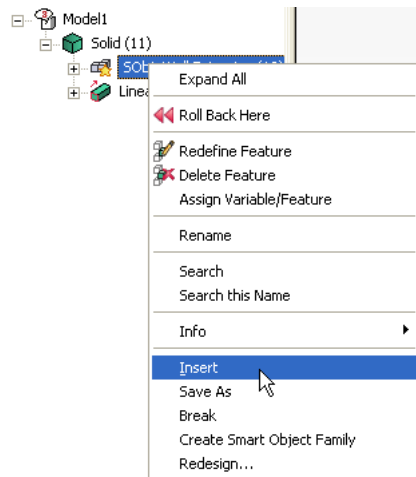 Model1
Solid (11)
Expand All
Roll Back Here
Redefine Feature
Delete Feature
Assign Variable/Feature
Rename
Search
Search this Name
Info
Insert
Save As
Break
Create Smart Object Family
Redesign...